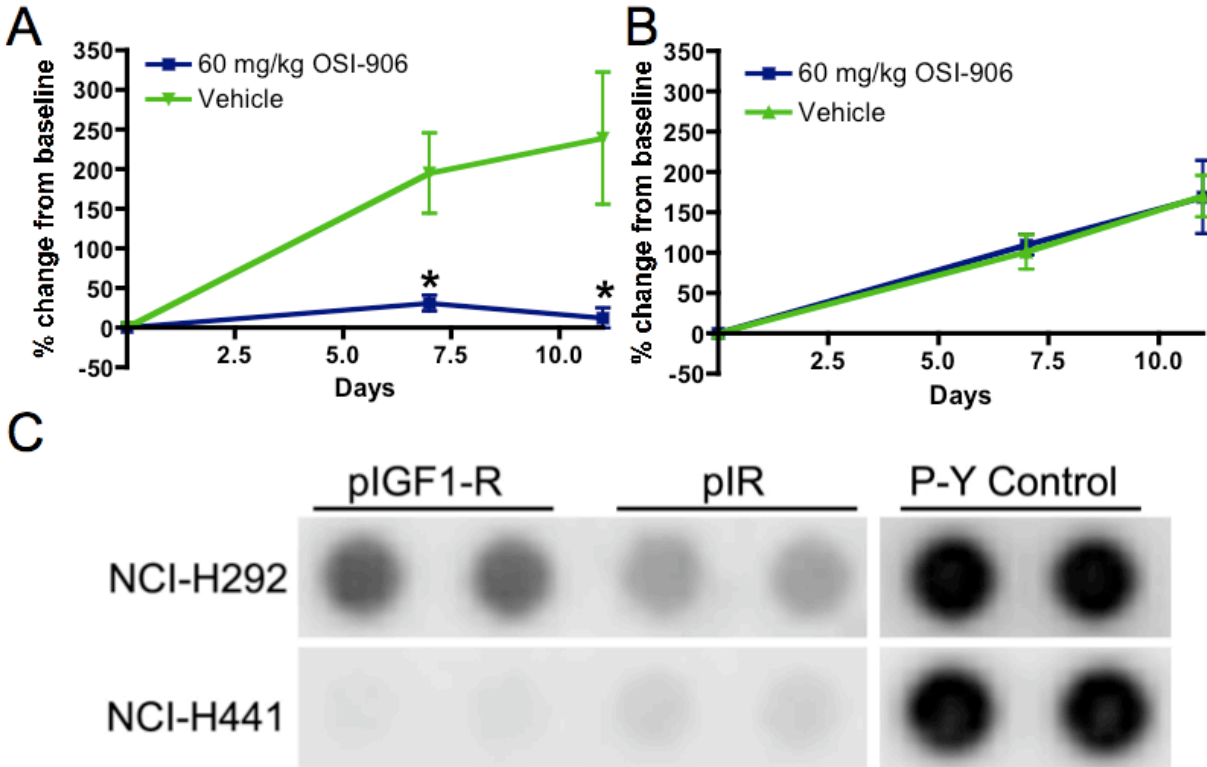 A
350
300
250
200
150
100
50
0
-50
% change from baseline
60 mg/kg OSI-906
Vehicle
*
*
2.5 5.0 7.5 10.0
Days
B
350
300
250
200
150
100
50
0
-50
% change from baseline
60 mg/kg OSI-906
Vehicle
2.5 5.0 7.5 10.0
Days
C
pIGF1-R pIR P-Y Control
NCI-H292
NCI-H441